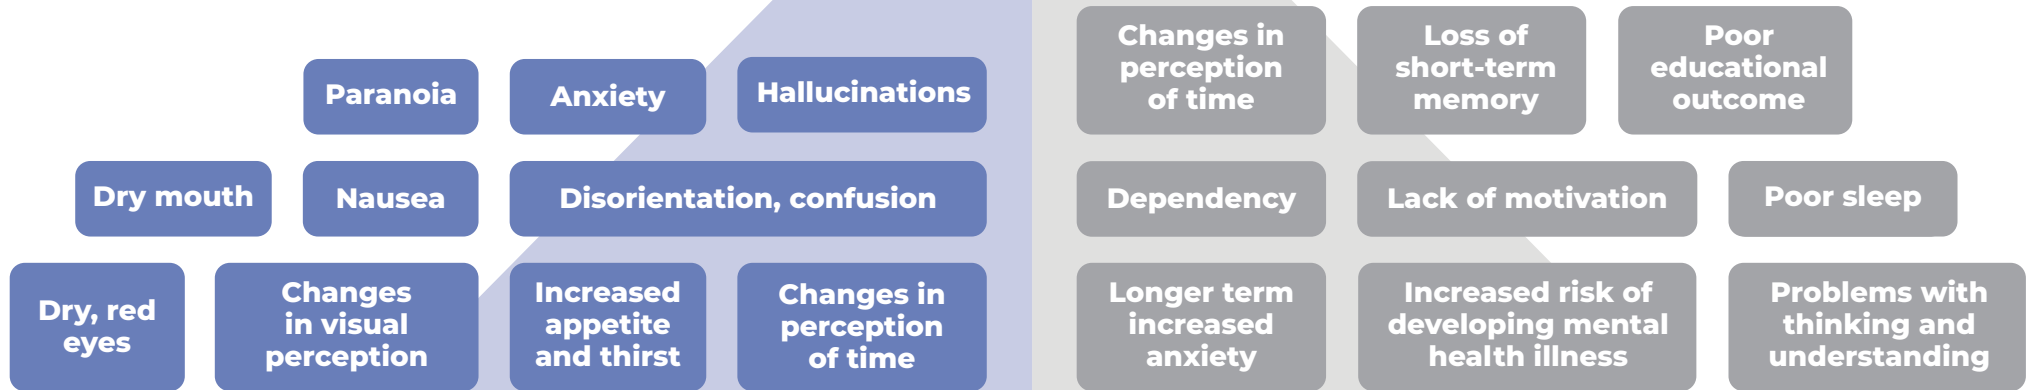 Paranoia
Anxiety
Hallucinations
Dry mouth
Nausea
Disorientation, confusion
Dry, red
eyes
Changes
in visual
perception
Increased
appetite
and thirst
Changes in
perception
of time
Changes in
perception
of time
Loss of
short-term
memory
Poor
educational
outcome
Dependency
Lack of motivation
Poor sleep
Longer term
increased
anxiety
Increased risk of
developing mental
health illness
Problems with
thinking and
understanding